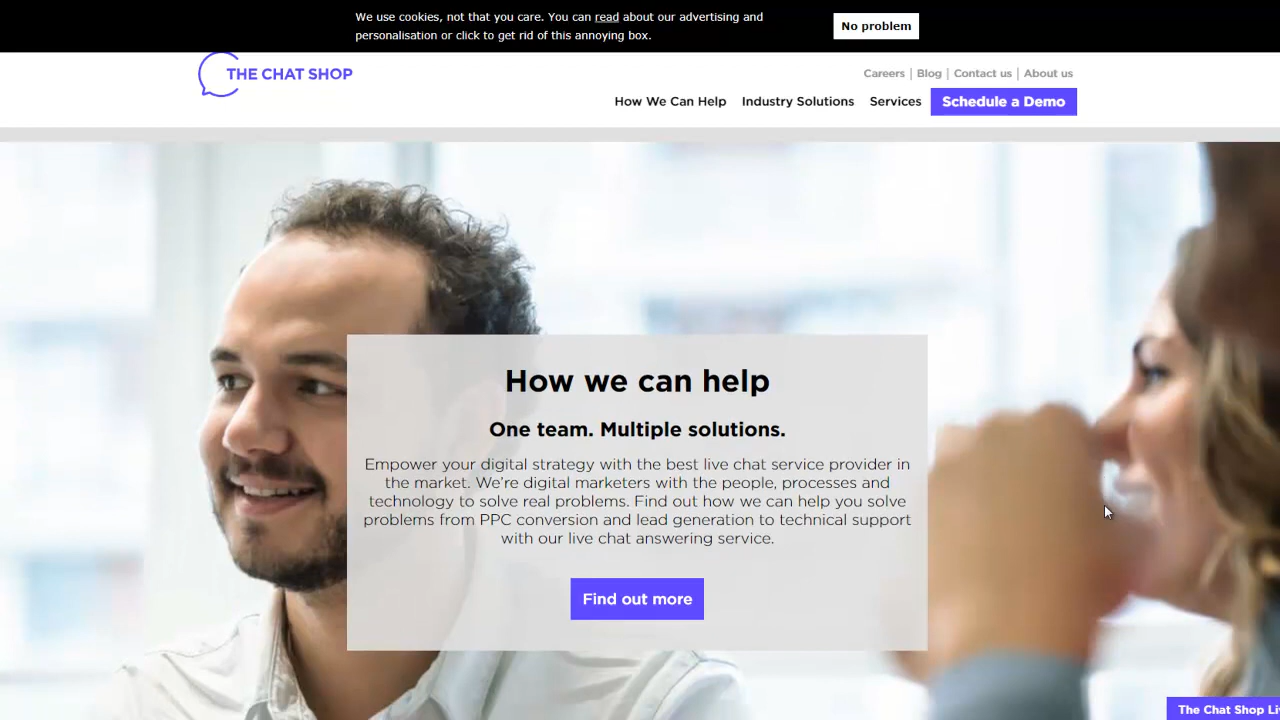 We use cookies, not that you care. You can read about our advertising and
personalisation or click to get rid of this annoying box.
No problem
THE CHAT SHOP
Careers | Blog | Contact us | About us
How We Can Help Industry Solutions Services Schedule a Demo
How we can help
One team. Multiple solutions.
Empower your digital strategy with the best live chat service provider in
the market. We’re digital marketers with the people, processes and
technology to solve real problems. Find out how we can help you solve
problems from PPC conversion and lead generation to technical support
with our live chat answering service.
Find out more
The Chat Shop